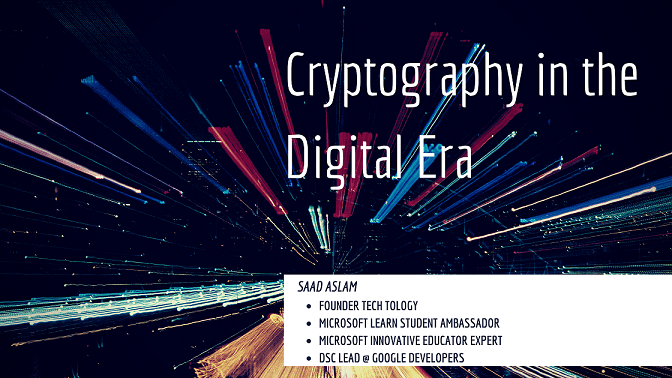 Cryptography in the
Digital Era
SAAD ASLAM
• FOUNDER TECH TOLOGY
• MICROSOFT LEARN STUDENT AMBASSADOR
• MICROSOFT INNOVATIVE EDUCATOR EXPERT
• DSC LEAD @ GOOGLE DEVELOPERS